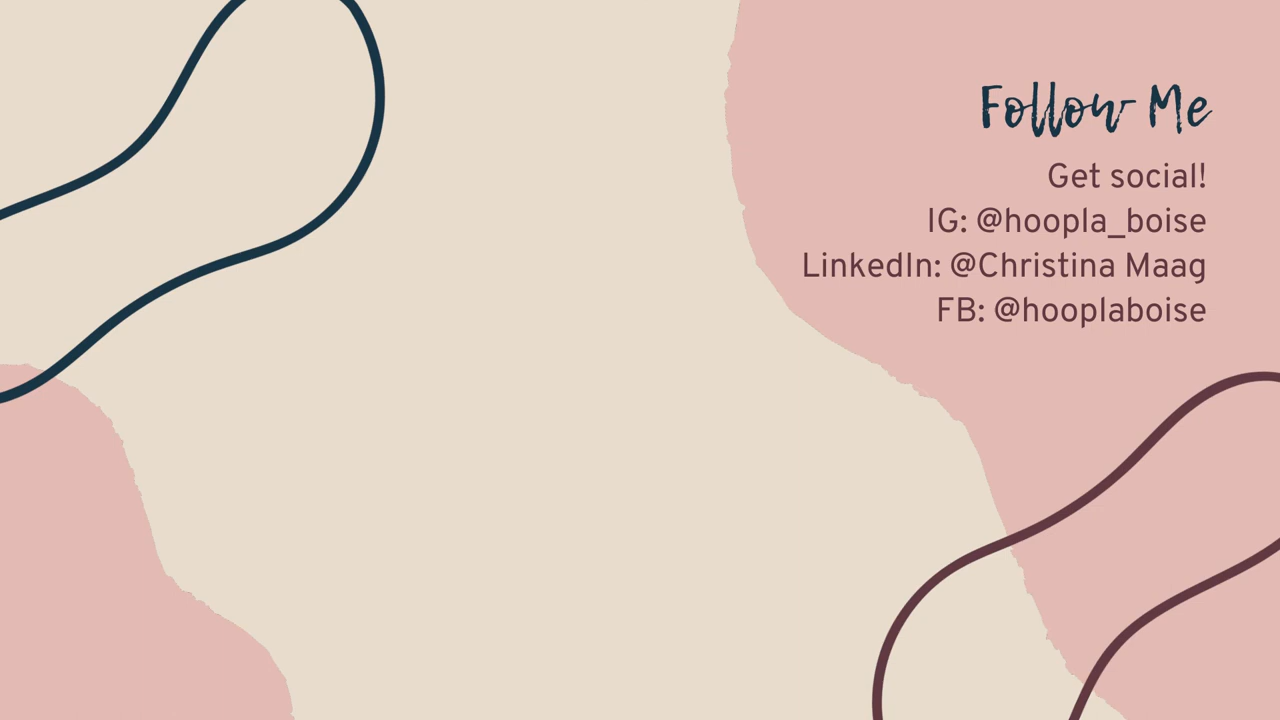 Follow Me
Get social!
IG: @hoopla_boise
LinkedIn: @Christina Maag
FB: @hooplaboise